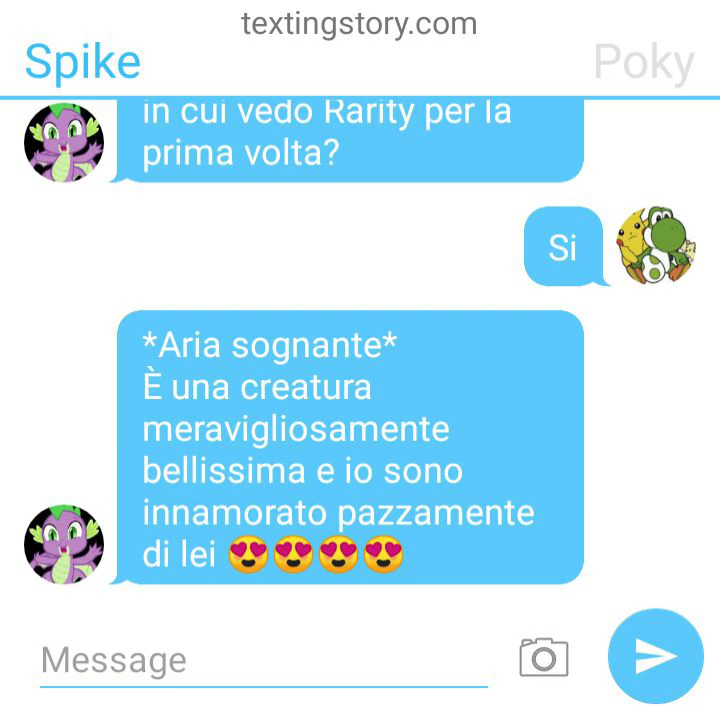 textingstory.com
Spike
Poky
in cui vedo Rarity per la
prima volta?
Si
*Aria sognante*
È una creatura
meravigliosamente
bellissima e io sono
innamorato pazzamente
di lei 😍😍😍😍
Message